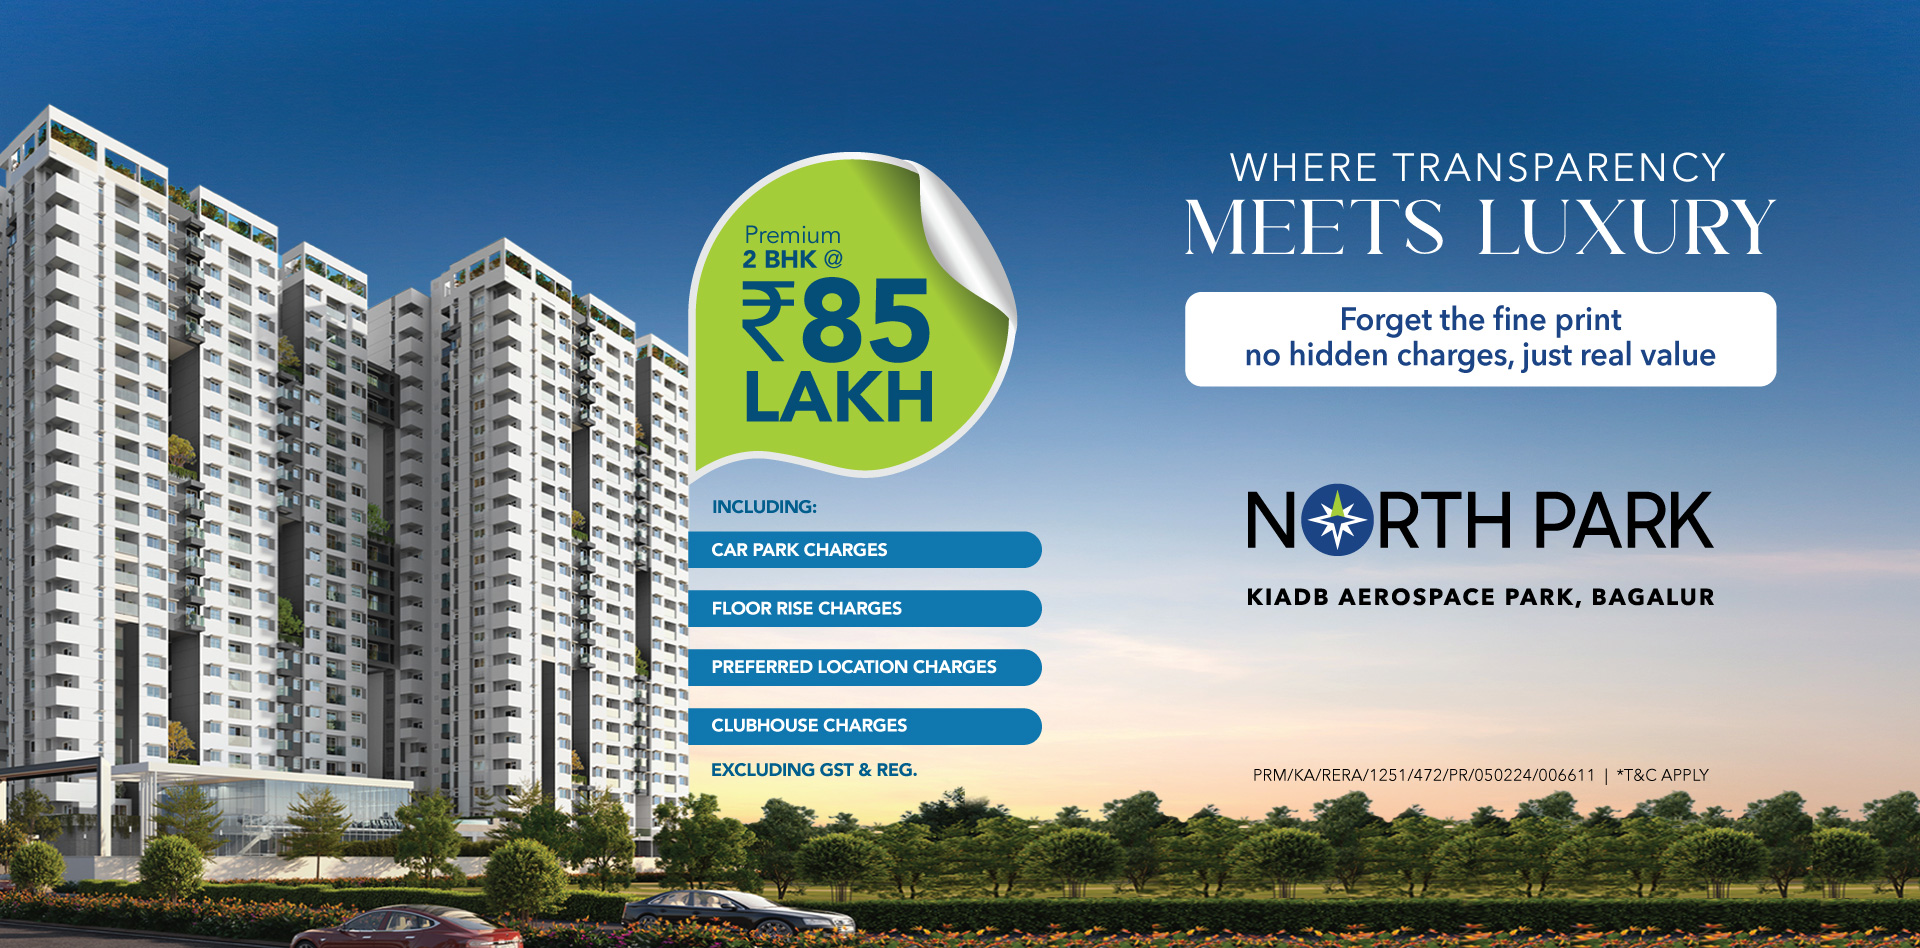 Premium
2 BHK @
₹85
LAKH
INCLUDING:
CAR PARK CHARGES
FLOOR RISE CHARGES
PREFERRED LOCATION CHARGES
CLUBHOUSE CHARGES
EXCLUDING GST & REG.
WHERE TRANSPARENCY
MEETS LUXURY
Forget the fine print
no hidden charges, just real value
NORTH PARK
KIADB AEROSPACE PARK, BAGALUR
PRM/KA/RERA/1251/472/PR/050224/006611 | *T&C APPLY